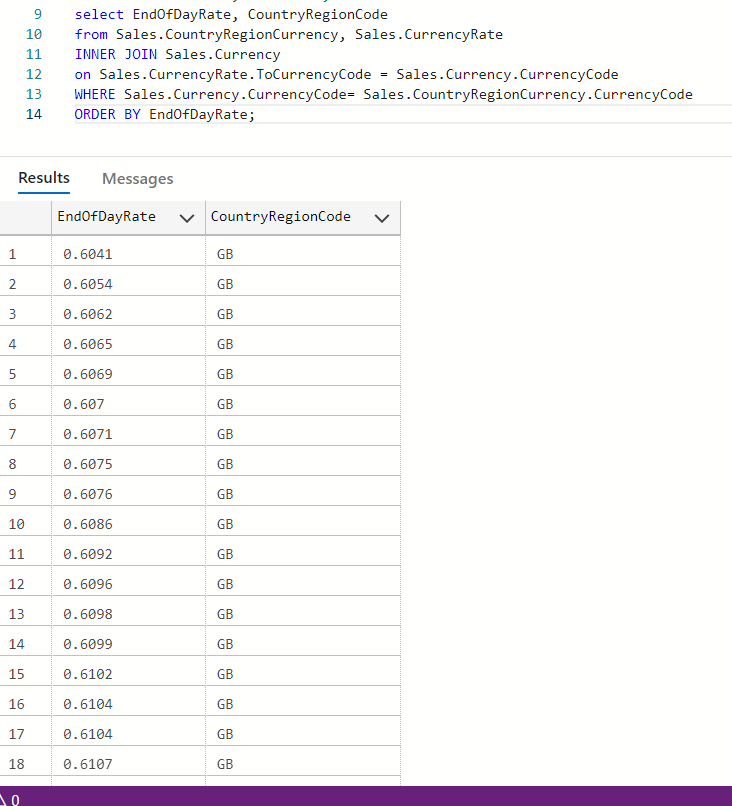 9 select EndOfDayRate, CountryRegionCode
10 from Sales.CountryRegionCurrency, Sales.CurrencyRate
11 INNER JOIN Sales.Currency
12 on Sales.CurrencyRate.ToCurrencyCode = Sales.Currency.CurrencyCode
13 WHERE Sales.Currency.CurrencyCode= Sales.CountryRegionCurrency.CurrencyCode
14 ORDER BY EndOfDayRate;
Results Messages
EndOfDayRate CountryRegionCode
1 0.6041 GB
2 0.6054 GB
3 0.6062 GB
4 0.6065 GB
5 0.6069 GB
6 0.607 GB
7 0.6071 GB
8 0.6075 GB
9 0.6076 GB
10 0.6086 GB
11 0.6092 GB
12 0.6096 GB
13 0.6098 GB
14 0.6099 GB
15 0.6102 GB
16 0.6104 GB
17 0.6104 GB
18 0.6107 GB
0